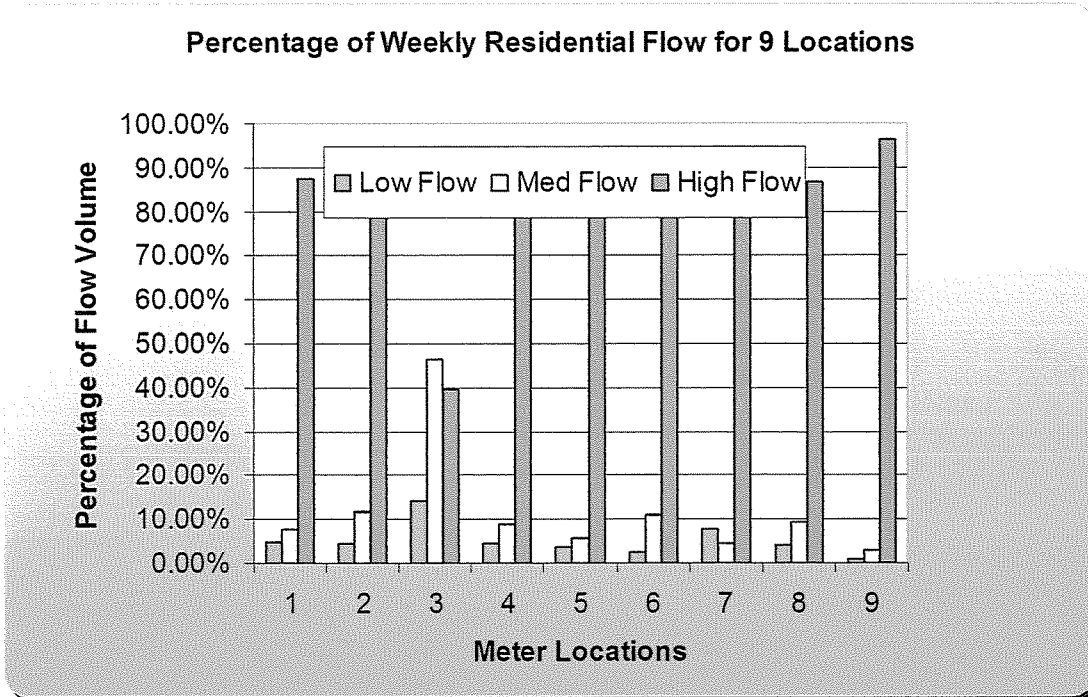 Percentage of Weekly Residential Flow for 9 Locations
Percentage of Flow Volume
100.00%
90.00%
80.00%
70.00%
60.00%
50.00%
40.00%
30.00%
20.00%
10.00%
0.00%
Low Flow Med Flow High Flow
1 2 3 4 5 6 7 8 9
Meter Locations